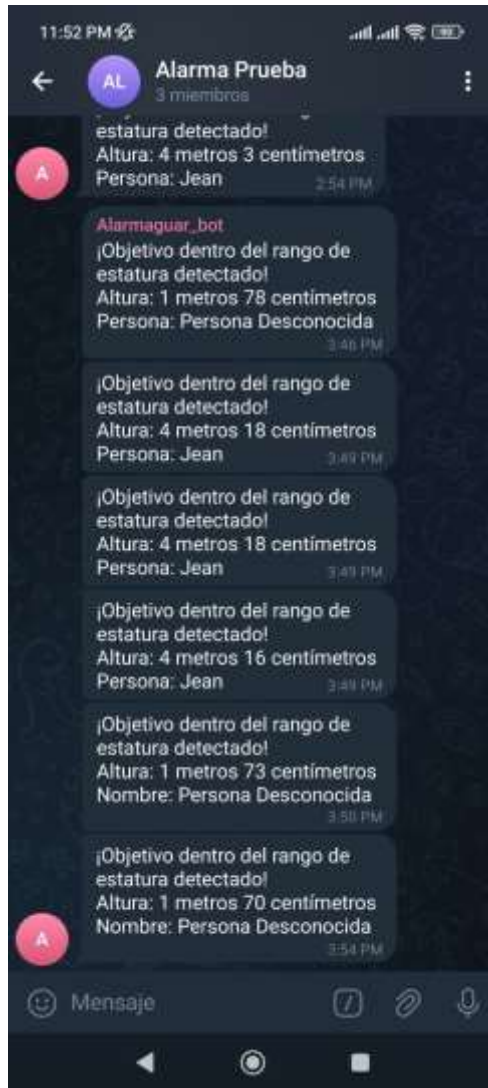 11:52 PM
AL
Alarma Prueba
3 miembros
estatura detectado!
Altura: 4 metros 3 centímetros
Persona: Jean
2:54 PM
A
Alarmaguar_bot
¡Objetivo dentro del rango de
estatura detectado!
Altura: 1 metros 78 centímetros
Persona: Persona Desconocida
3:46 PM
¡Objetivo dentro del rango de
estatura detectado!
Altura: 4 metros 18 centímetros
Persona: Jean
3:49 PM
¡Objetivo dentro del rango de
estatura detectado!
Altura: 4 metros 18 centímetros
Persona: Jean
3:49 PM
¡Objetivo dentro del rango de
estatura detectado!
Altura: 4 metros 16 centímetros
Persona: Jean
3:49 PM
¡Objetivo dentro del rango de
estatura detectado!
Altura: 1 metros 73 centímetros
Nombre: Persona Desconocida
3:50 PM
¡Objetivo dentro del rango de
estatura detectado!
Altura: 1 metros 70 centímetros
Nombre: Persona Desconocida
3:54 PM
A
Mensaje